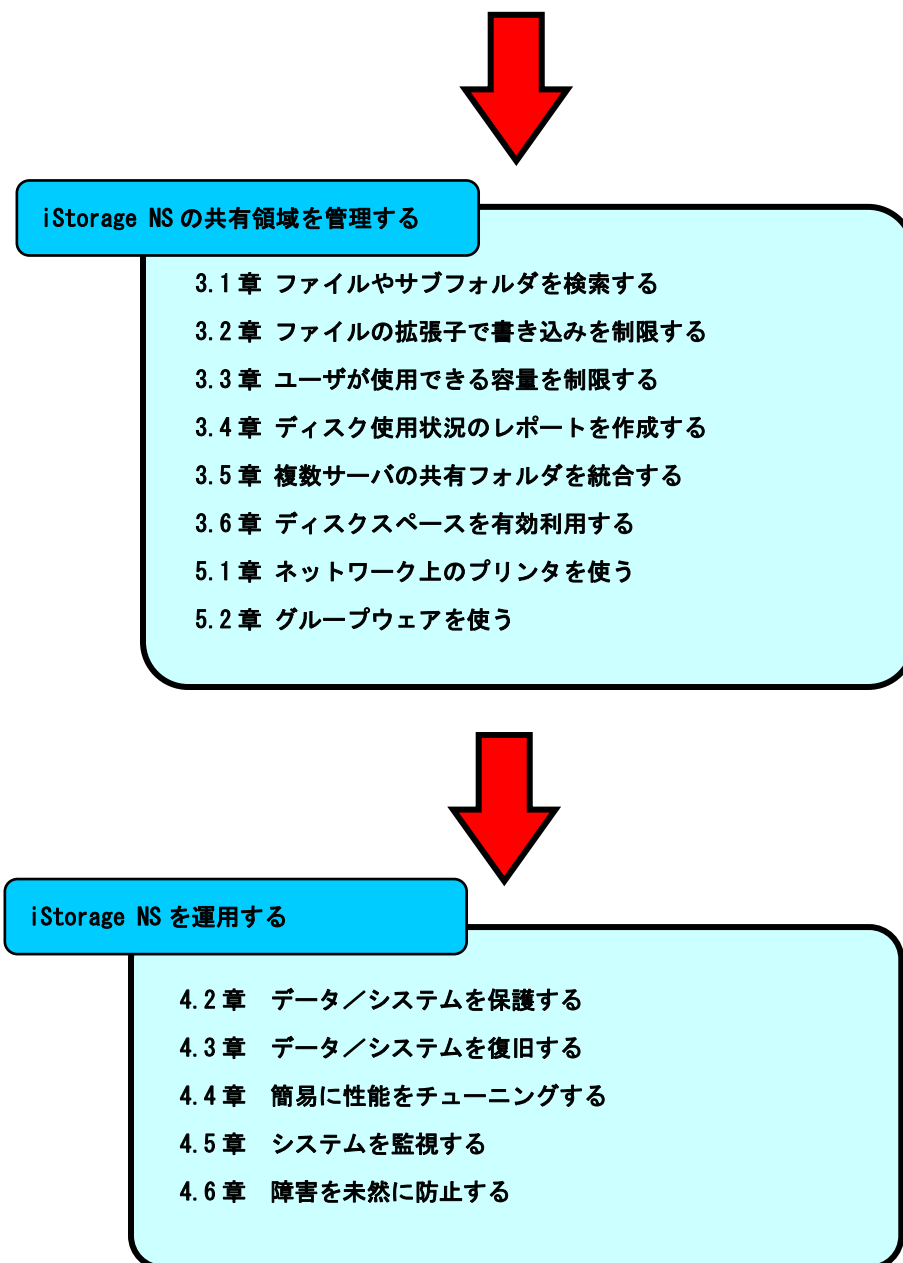 iStorage NS の共有領域を管理する
3.1章 ファイルやサブフォルダを検索する
3.2章 ファイルの拡張子で書き込みを制限する
3.3章 ユーザが使用できる容量を制限する
3.4章 ディスク使用状況のレポートを作成する
3.5章 複数サーバの共有フォルダを統合する
3.6章 ディスクスペースを有効利用する
5.1章 ネットワーク上のプリンタを使う
5.2章 グループウェアを使う
iStorage NS を運用する
4.2章 データ／システムを保護する
4.3章 データ／システムを復旧する
4.4章 簡易に性能をチューニングする
4.5章 システムを監視する
4.6章 障害を未然に防止する